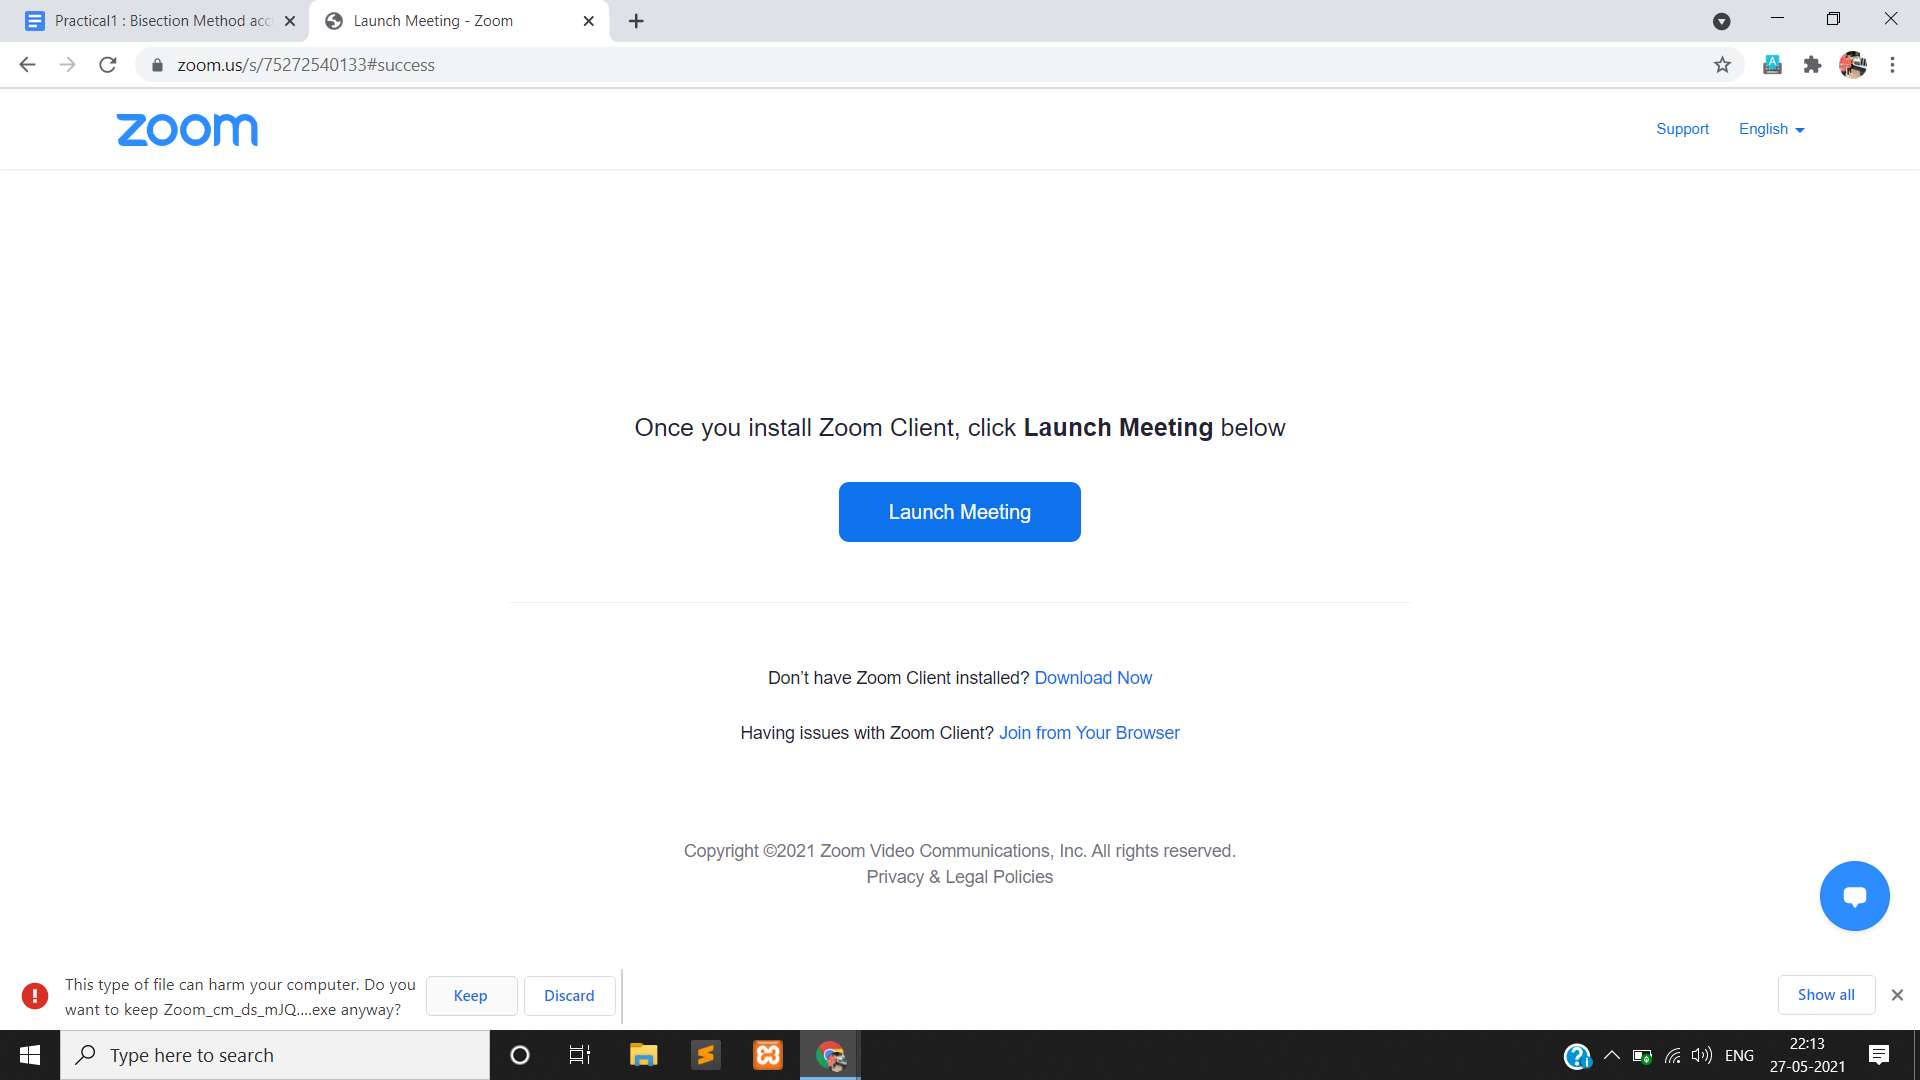 Practical1 : Bisection Method acc
Launch Meeting - Zoom
zoom.us/s/75272540133#success
zoom
Support
English
Once you install Zoom Client, click Launch Meeting below
Launch Meeting
Don't have Zoom Client installed? Download Now
Having issues with Zoom Client? Join from Your Browser
Copyright ©2021 Zoom Video Communications, Inc. All rights reserved.
Privacy & Legal Policies
This type of file can harm your computer. Do you
want to keep Zoom_cm_ds_mJQ....exe anyway?
Keep
Discard
Show all
Type here to search
ENG
22:13
27-05-2021